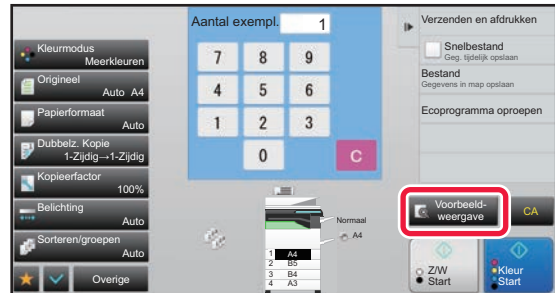 Kleurmodus
Meerkleuren
Origineel
Auto A4
Papierformaat
Auto
Dubbelz. Kopie
1-Zijdig→1-Zijdig
Kopieerfactor
100%
Belichting
Auto
Sorteren/groepen
Auto
Overige
Aantal exempl. 1
7 8 9
4 5 6
1 2 3
0 C
Normaal
A4
1 A4
2 B5
3 B4
4 A3
Verzenden en afdrukken
Snelbestand
Geg. tijdelijk opslaan
Bestand
Gegevens in map opslaan
Ecoprogramma oproepen
Voorbeeld-
weergave
CA
Z/W
Start
Kleur
Start